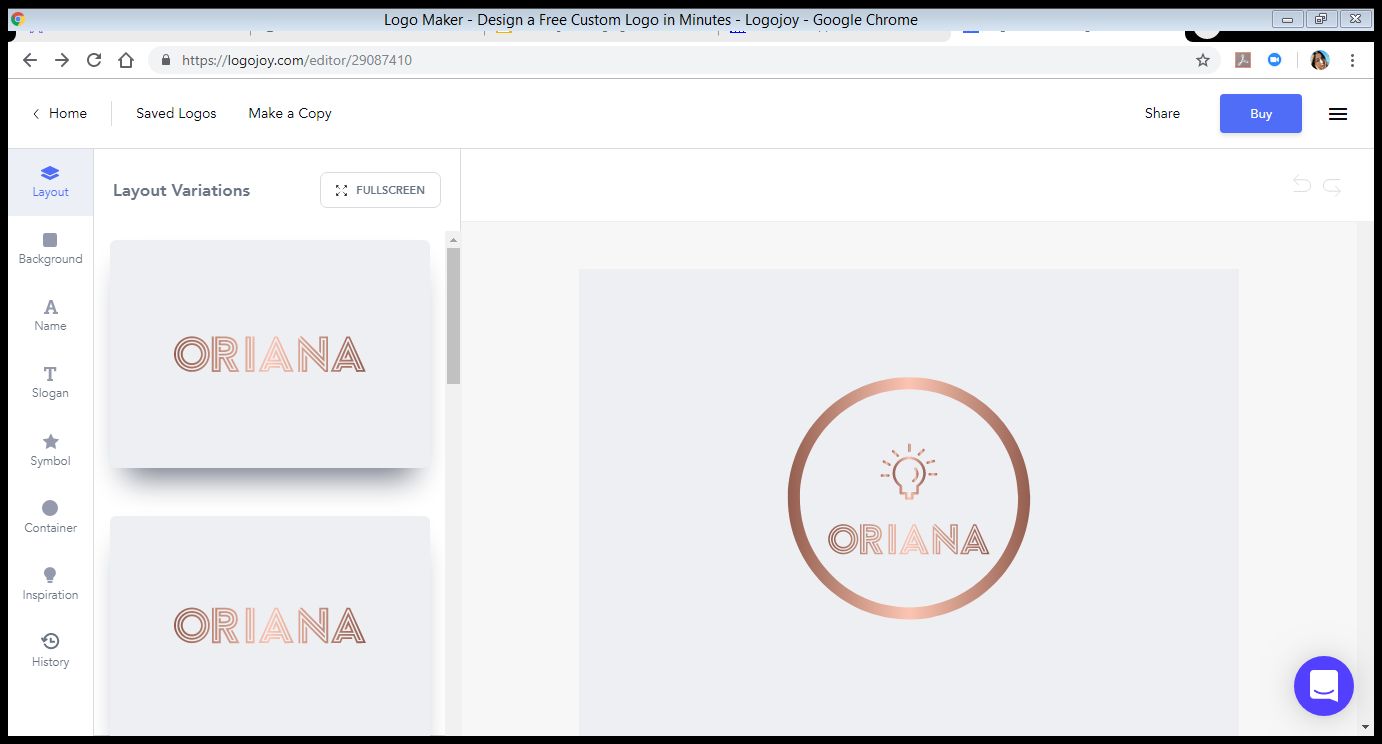 Logo Maker - Design a Free Custom Logo in Minutes - Logojoy - Google Chrome
https://logojoy.com/editor/29087410
Home Saved Logos Make a Copy Share Buy
Layout
Layout Variations FULLSCREEN
Background
Name
Slogan
Symbol
Container
Inspiration
History
ORIANA
ORIANA
ORIANA